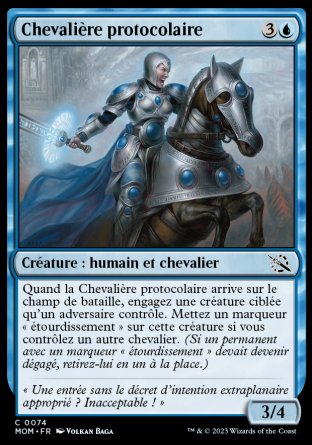 Chevalière protocolaire 3
Créature : humain et chevalier
Quand la Chevalière protocolaire arrive sur le
champ de bataille, engagez une créature ciblée
qu'un adversaire contrôle. Mettez un marqueur
« étourdissement » sur cette créature si vous
contrôlez un autre chevalier. (Si un permanent
avec un marqueur « étourdissement » devait devenir
dégagé, retirez-lui en un à la place.)
« Une entrée sans le décret d'intention extraplanaire
approprié ? Inacceptable ! »
3/4
C 0074
MOM • FR Volkan Baga
™ & © 2023 Wizards of the Coast